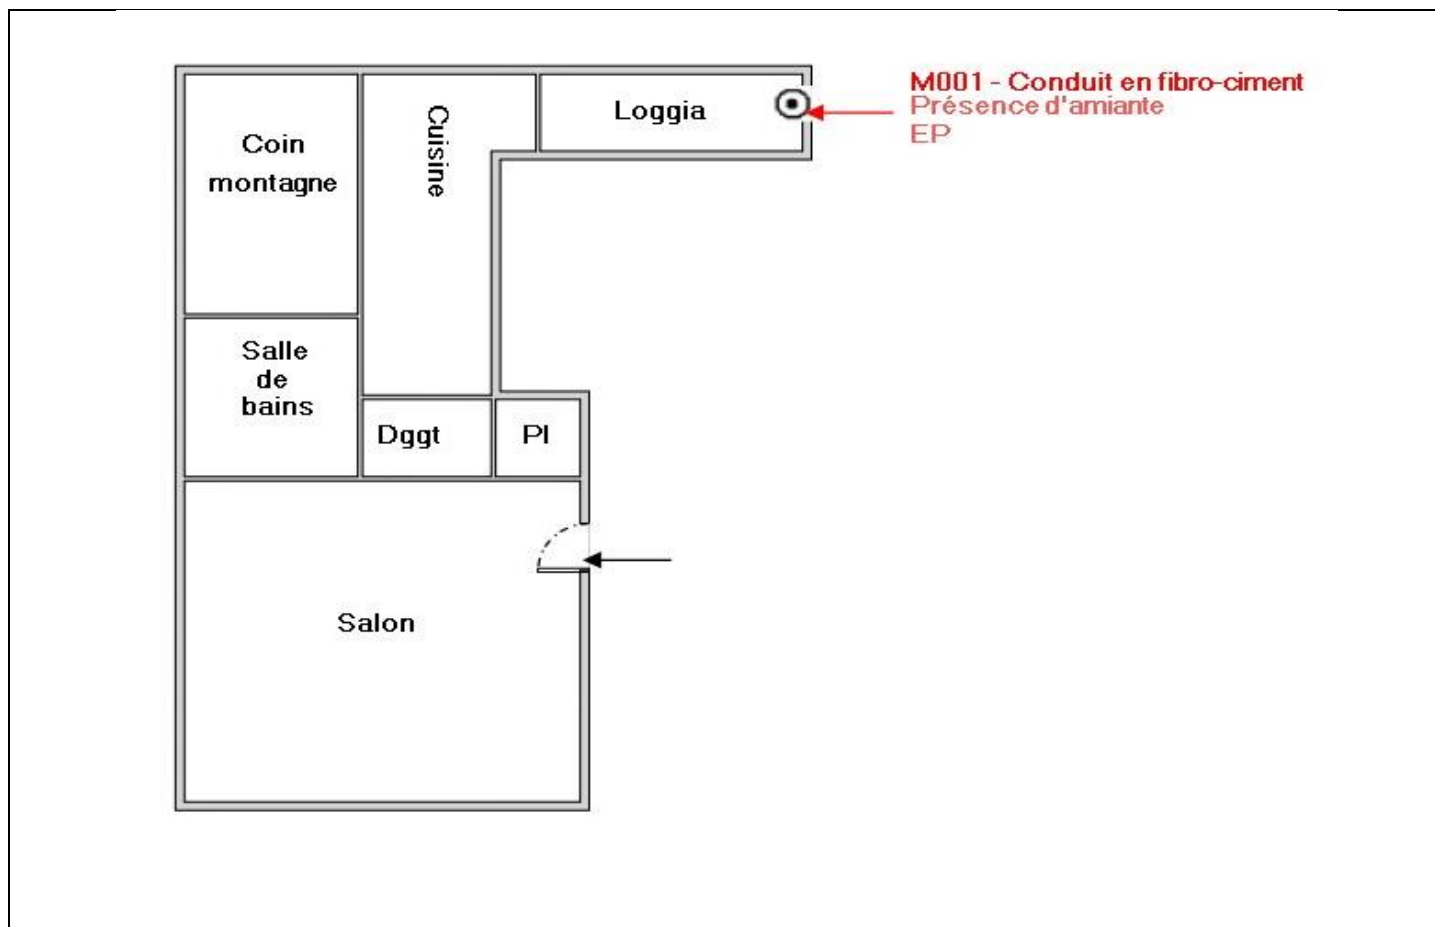 M001 - Conduit en fibro-ciment
Présence d'amiante
EP
Loggia
Cuisine
Coin
montagne
Salle
de
bains
Dggt
Pl
Salon